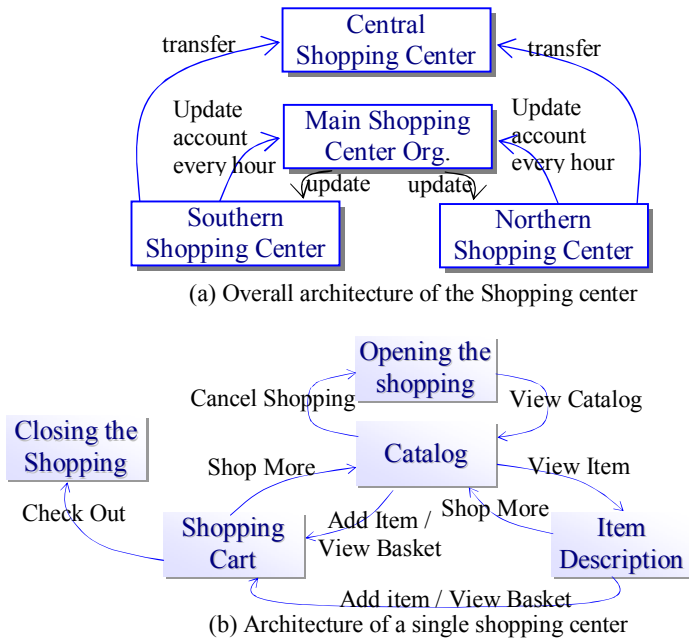 Central
Shopping Center
transfer
transfer
Update
account
every hour
Main Shopping
Center Org.
Update
account
every hour
update
update
Southern
Shopping Center
Northern
Shopping Center
(a) Overall architecture of the Shopping center
Opening the
shopping
Cancel Shopping
View Catalog
Closing the
Shopping
Catalog
Shop More
View Item
Check Out
Shopping
Cart
Add Item /
View Basket
Shop More
Item
Description
Add item / View Basket
(b) Architecture of a single shopping center